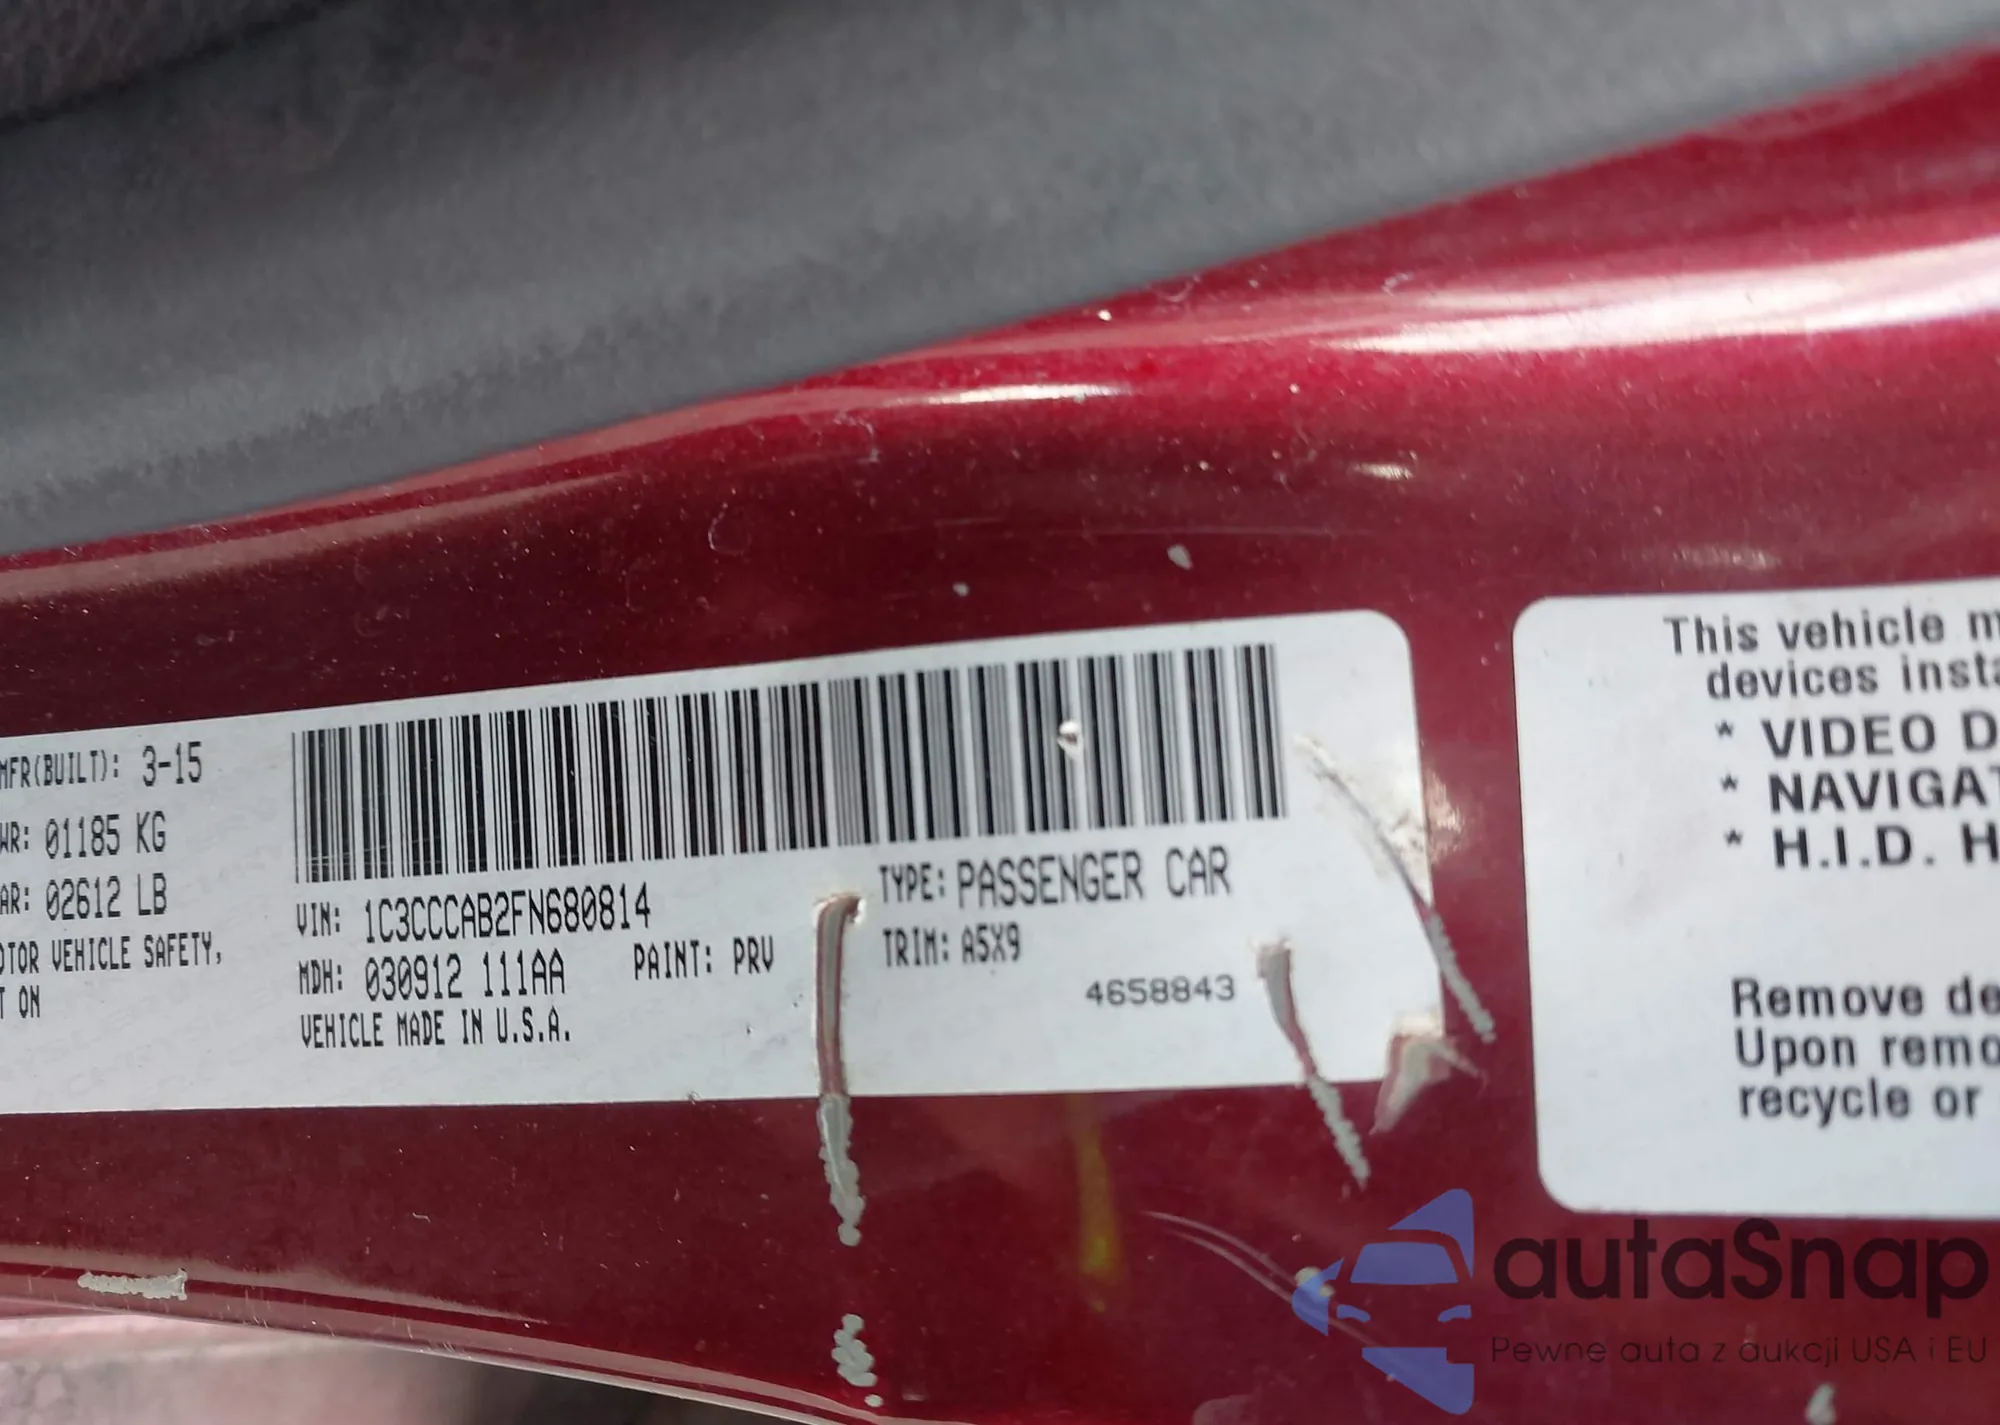 MFR(BUILT): 3-15
WR: 01185 KG
AR: 02612 LB
OTOR VEHICLE SAFETY,
T ON
VIN: 1C3CCCAB2FN680814
MDH: 030912 111AA
PAINT: PRV
VEHICLE MADE IN U.S.A.
TYPE: PASSENGER CAR
TRIM: A5X9
4658843
This vehicle m
devices insta
* VIDEO D
* NAVIGAT
* H.I.D. H
Remove de
Upon remo
recycle or
autaSnap
Pewne auta z aukcji USA i EU